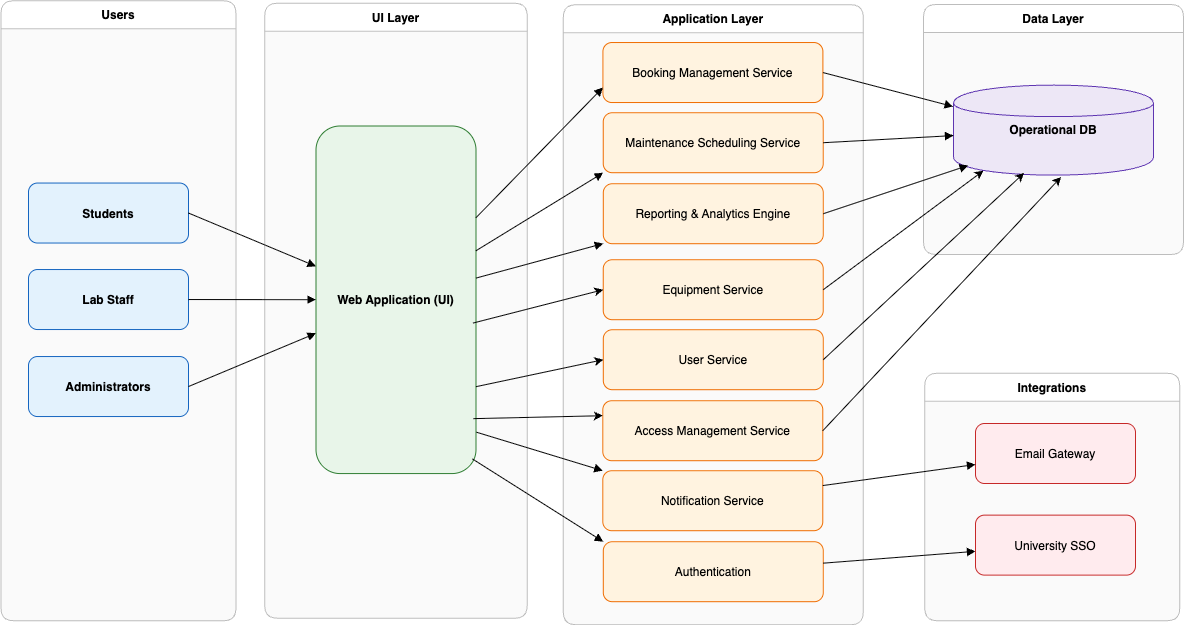 Users
Students
Lab Staff
Administrators
UI Layer
Web Application (UI)
Application Layer
Booking Management Service
Maintenance Scheduling Service
Reporting & Analytics Engine
Equipment Service
User Service
Access Management Service
Notification Service
Authentication
Data Layer
Operational DB
Integrations
Email Gateway
University SSO